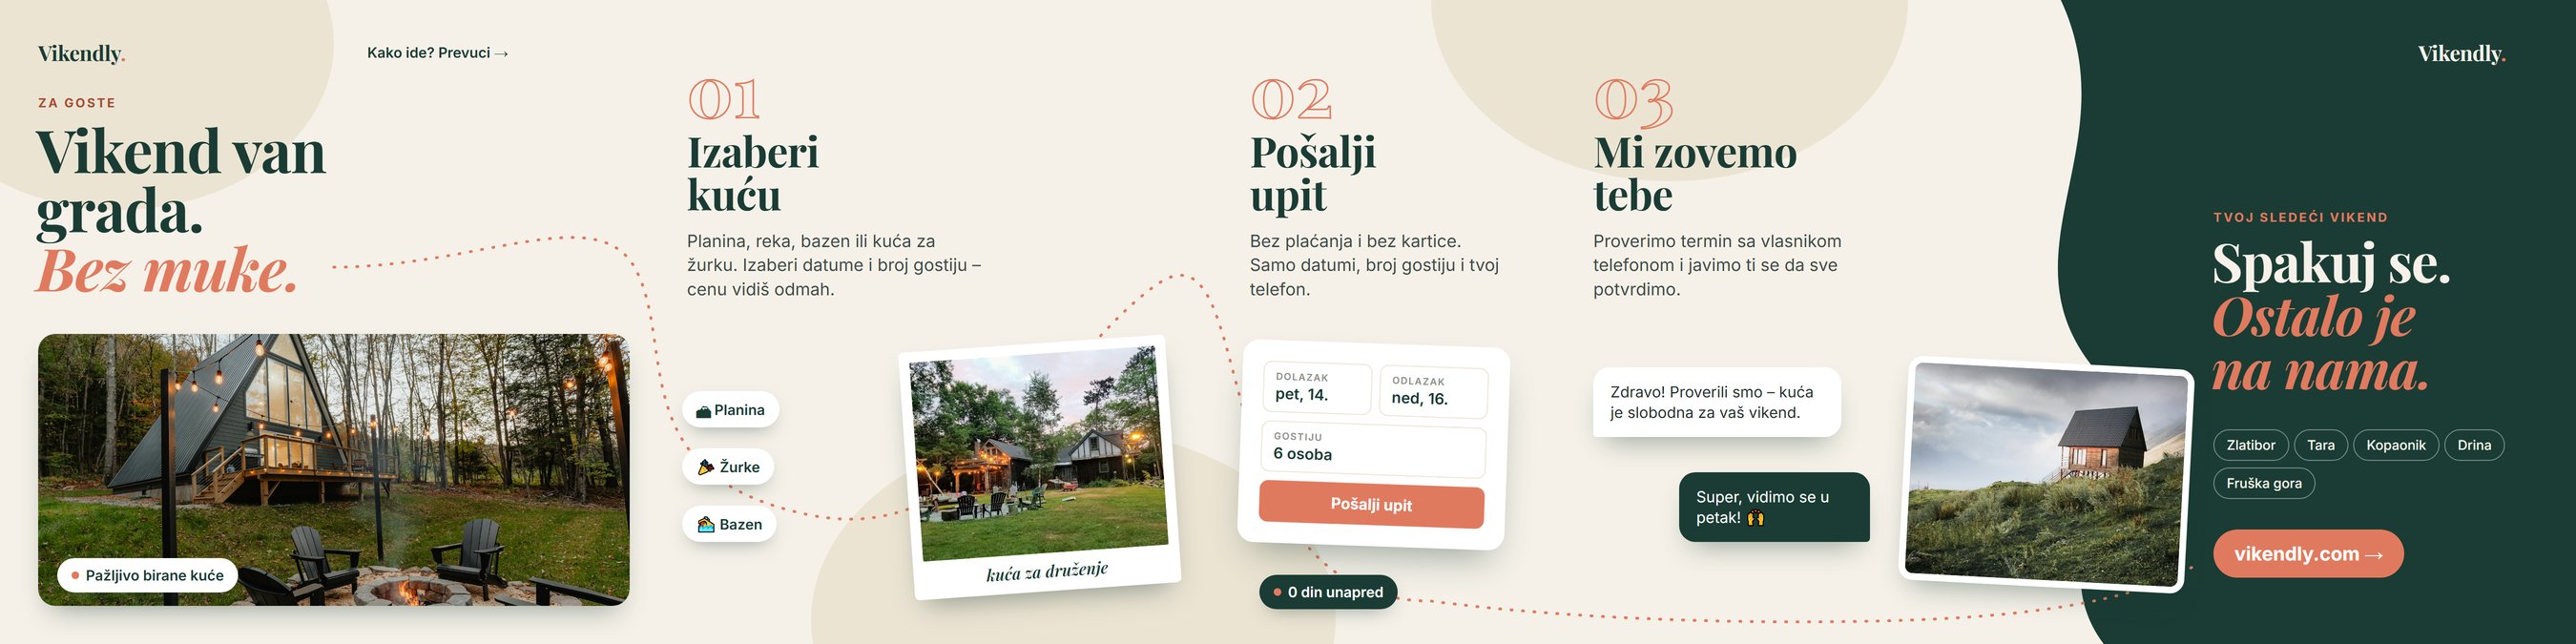 Vikendly.
Kako ide? Prevuci →
ZA GOSTE
Vikend van
grada.
Bez muke.
Pažljivo birane kuće
01
Izaberi
kuću
Planina, reka, bazen ili kuća za
žurku. Izaberi datume i broj gostiju –
cenu vidiš odmah.
Planina
Žurke
Bazen
kuća za druženje
02
Pošalji
upit
Bez plaćanja i bez kartice.
Samo datumi, broj gostiju i tvoj
telefon.
DOLAZAK
pet, 14.
ODLAZAK
ned, 16.
GOSTIJU
6 osoba
Pošalji upit
0 din unapred
03
Mi zovemo
tebe
Proverimo termin sa vlasnikom
telefonom i javimo ti se da sve
potvrdimo.
Zdravo! Proverili smo – kuća
je slobodna za vaš vikend.
Super, vidimo se u
petak! 🙌
Vikendly.
TVOJ SLEDEĆI VIKEND
Spakuj se.
Ostalo je
na nama.
Zlatibor
Tara
Kopaonik
Drina
Fruška gora
vikendly.com →